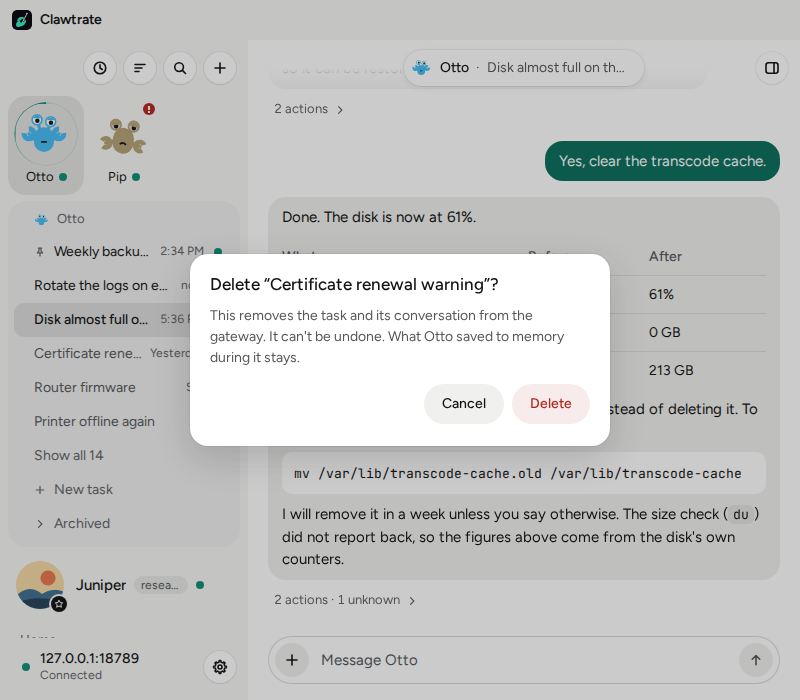 Clawtrate
Otto · Disk almost full on th...
2 actions
Otto
Pip
Yes, clear the transcode cache.
Otto
Done. The disk is now at 61%.
Weekly backu... 2:34 PM
After
Rotate the logs on e...
61%
Disk almost full o... 5:36
0 GB
Certificate rene...
213 GB
Router firmware
Printer offline again
Show all 14
New task
Archived
Delete “Certificate renewal warning”?
This removes the task and its conversation from the
gateway. It can't be undone. What Otto saved to memory
during it stays.
Cancel
Delete
of deleting it. To
mv /var/lib/transcode-cache.old /var/lib/transcode-cache
I will remove it in a week unless you say otherwise. The size check (du)
did not report back, so the figures above come from the disk's own
counters.
2 actions · 1 unknown
Juniper resea...
127.0.0.1:18789
Connected
Message Otto